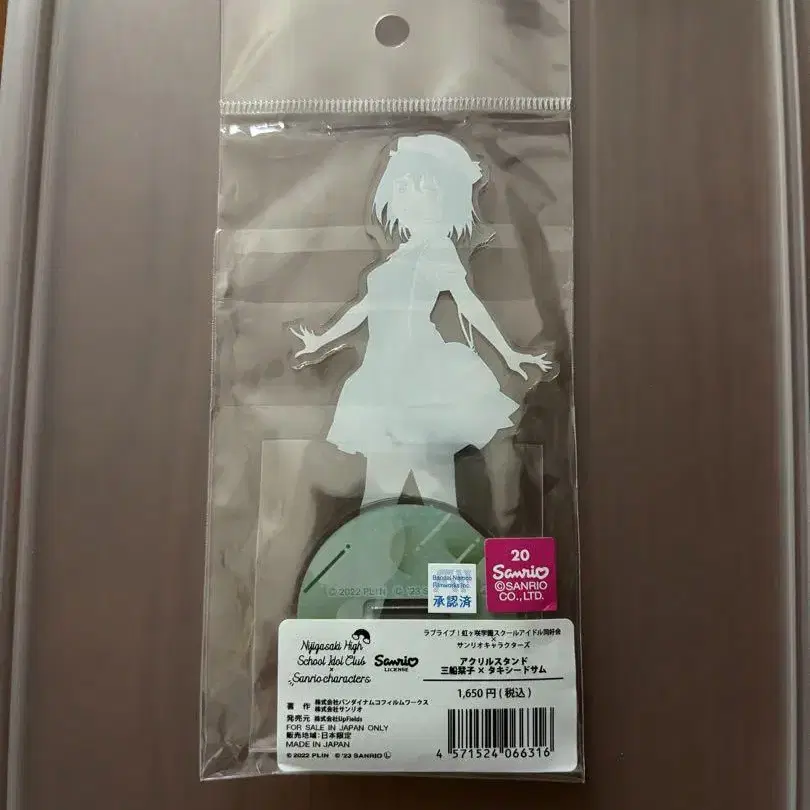 © 2022 PLIN © '23 S
Bandai Namco
Filmworks Inc.
承認済
20
Sanrio
©SANRIO
CO., LTD.
Nijigasaki High
School Idol Club
×
Sanrio characters
Sanrio
LICENSE
ラブライブ!虹ヶ咲学園スクールアイドル同好会
×
サンリオキャラクターズ
アクリルスタンド
三船栞子 × タキシードサム
1,650円(税込)
著 作 株式会社バンダイナムコフィルムワークス
株式会社サンリオ
発売元 株式会社UpFields
FOR SALE IN JAPAN ONLY
販売地域:日本限定
MADE IN JAPAN
© 2022 PLIN © '23 SANRIO Ⓛ
4 571524 066316